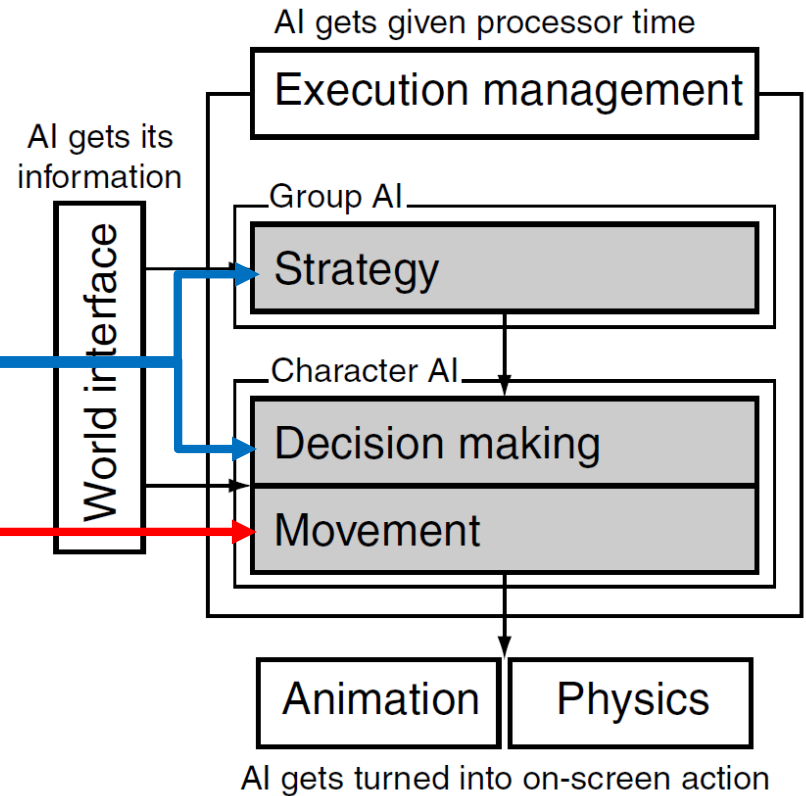 AI gets given processor time
Execution management
AI gets its
information
Group AI
World interface
Strategy
Character AI
Decision making
Movement
Animation
Physics
AI gets turned into on-screen action